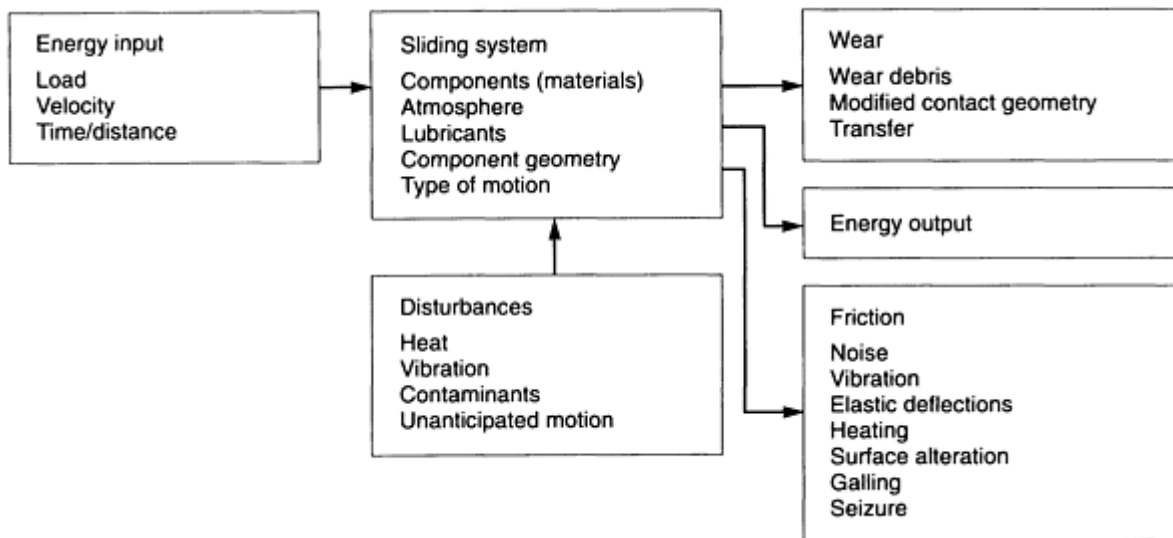 Energy input
Load
Velocity
Time/distance
Sliding system
Components (materials)
Atmosphere
Lubricants
Component geometry
Type of motion
Disturbances
Heat
Vibration
Contaminants
Unanticipated motion
Wear
Wear debris
Modified contact geometry
Transfer
Energy output
Friction
Noise
Vibration
Elastic deflections
Heating
Surface alteration
Galling
Seizure